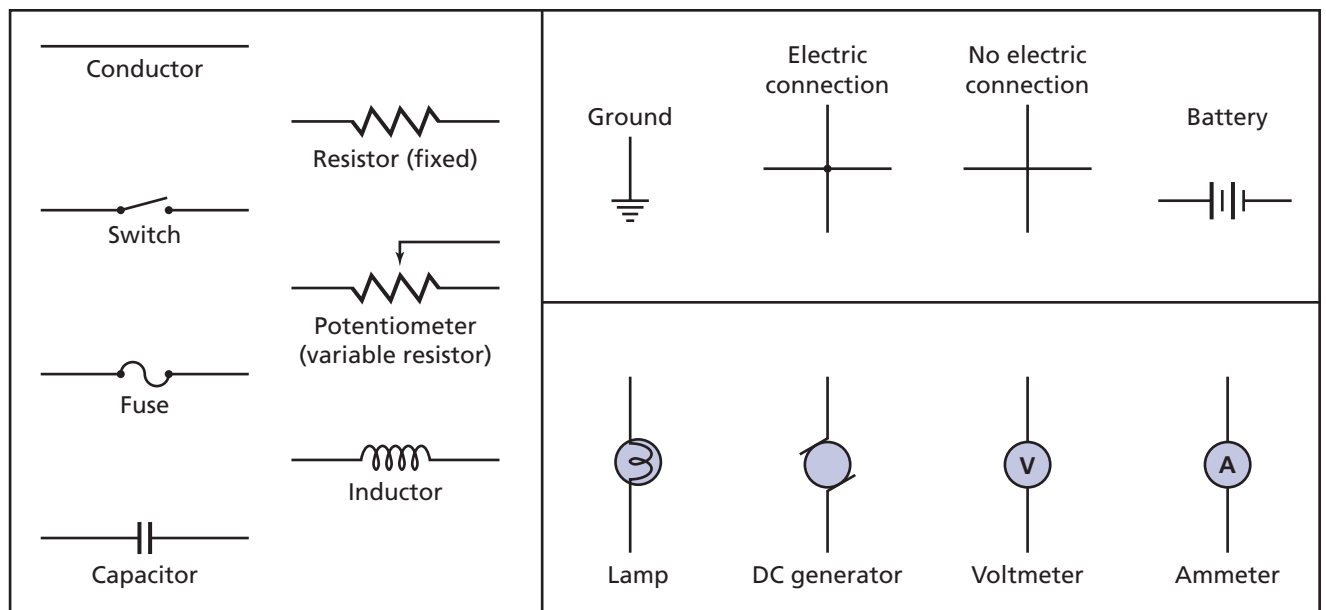 Conductor
Resistor (fixed)
Switch
Potentiometer
(variable resistor)
Fuse
Inductor
Capacitor
Ground
Electric
connection
No electric
connection
Battery
Lamp
DC generator
V
Voltmeter
A
Ammeter